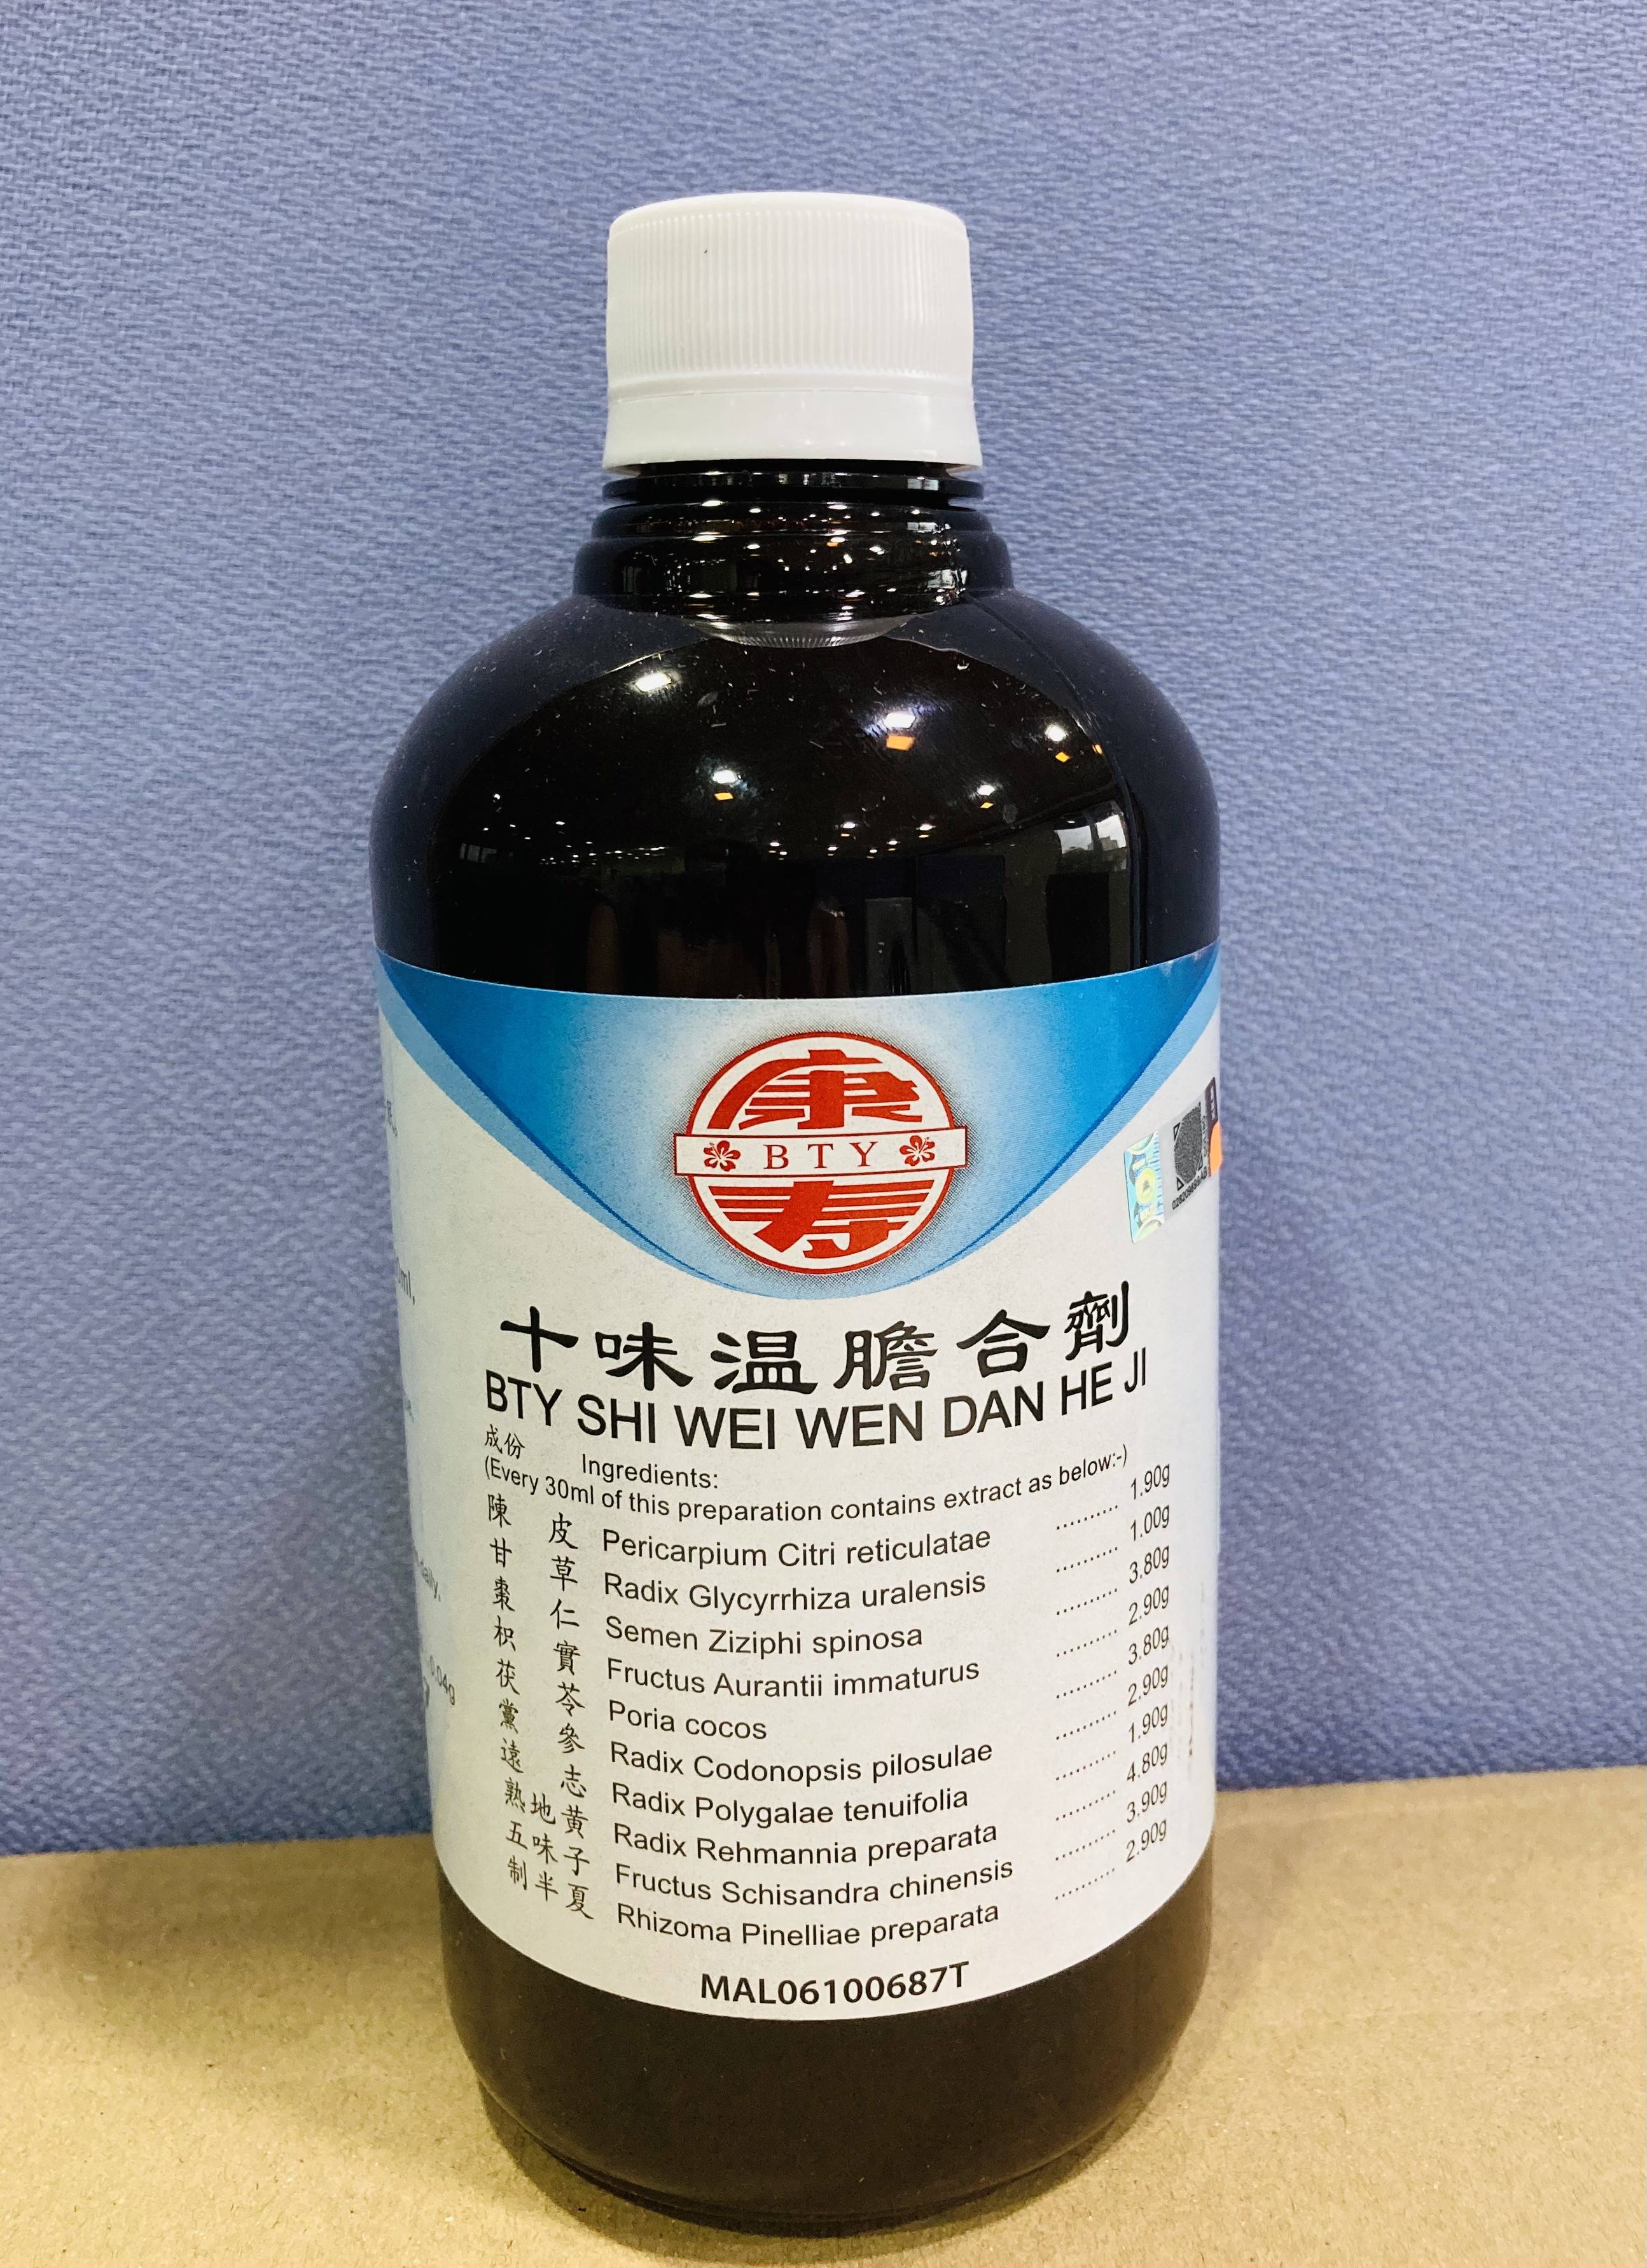 康
BTY
寿
十味温膽合劑
BTY SHI WEI WEN DAN HE JI
成份 Ingredients:
(Every 30ml of this preparation contains extract as below:-)
陳皮 Pericarpium Citri reticulatae .......... 1.90g
甘草 Radix Glycyrrhiza uralensis .......... 1.00g
棗仁 Semen Ziziphi spinosa .......... 3.80g
枳實 Fructus Aurantii immaturus .......... 2.90g
茯苓 Poria cocos .......... 3.80g
黨參 Radix Codonopsis pilosulae .......... 2.90g
遠志 Radix Polygalae tenuifolia .......... 1.90g
熟地黃 Radix Rehmannia preparata .......... 4.80g
五味子 Fructus Schisandra chinensis .......... 3.90g
制半夏 Rhizoma Pinelliae preparata .......... 2.90g
MAL06100687T
0.04g